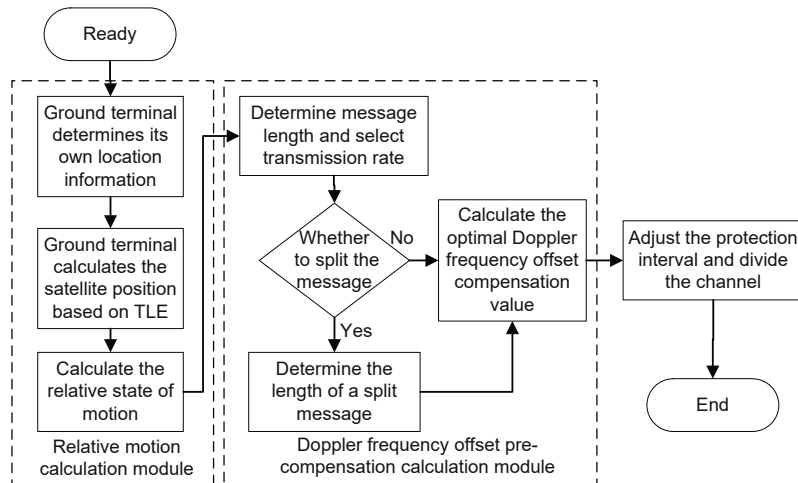 Ready
Ground terminal
determines its
own location
information
Ground terminal
calculates the
satellite position
based on TLE
Calculate the
relative state of
motion
Relative motion
calculation module
Determine message
length and select
transmission rate
Whether
to split the
message
No
Yes
Determine the
length of a split
message
Calculate the
optimal Doppler
frequency offset
compensation
value
Doppler frequency offset pre-
compensation calculation module
Adjust the protection
interval and divide
the channel
End